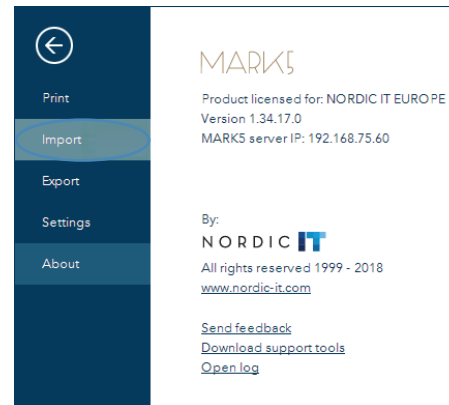 Print
Import
Export
Settings
About
MARK5
Product licensed for: NORDIC IT EUROPE
Version 1.34.17.0
MARK5 server IP: 192.168.75.60
By:
NORDIC IT
All rights reserved 1999 - 2018
www.nordic-it.com
Send feedback
Download support tools
Open log